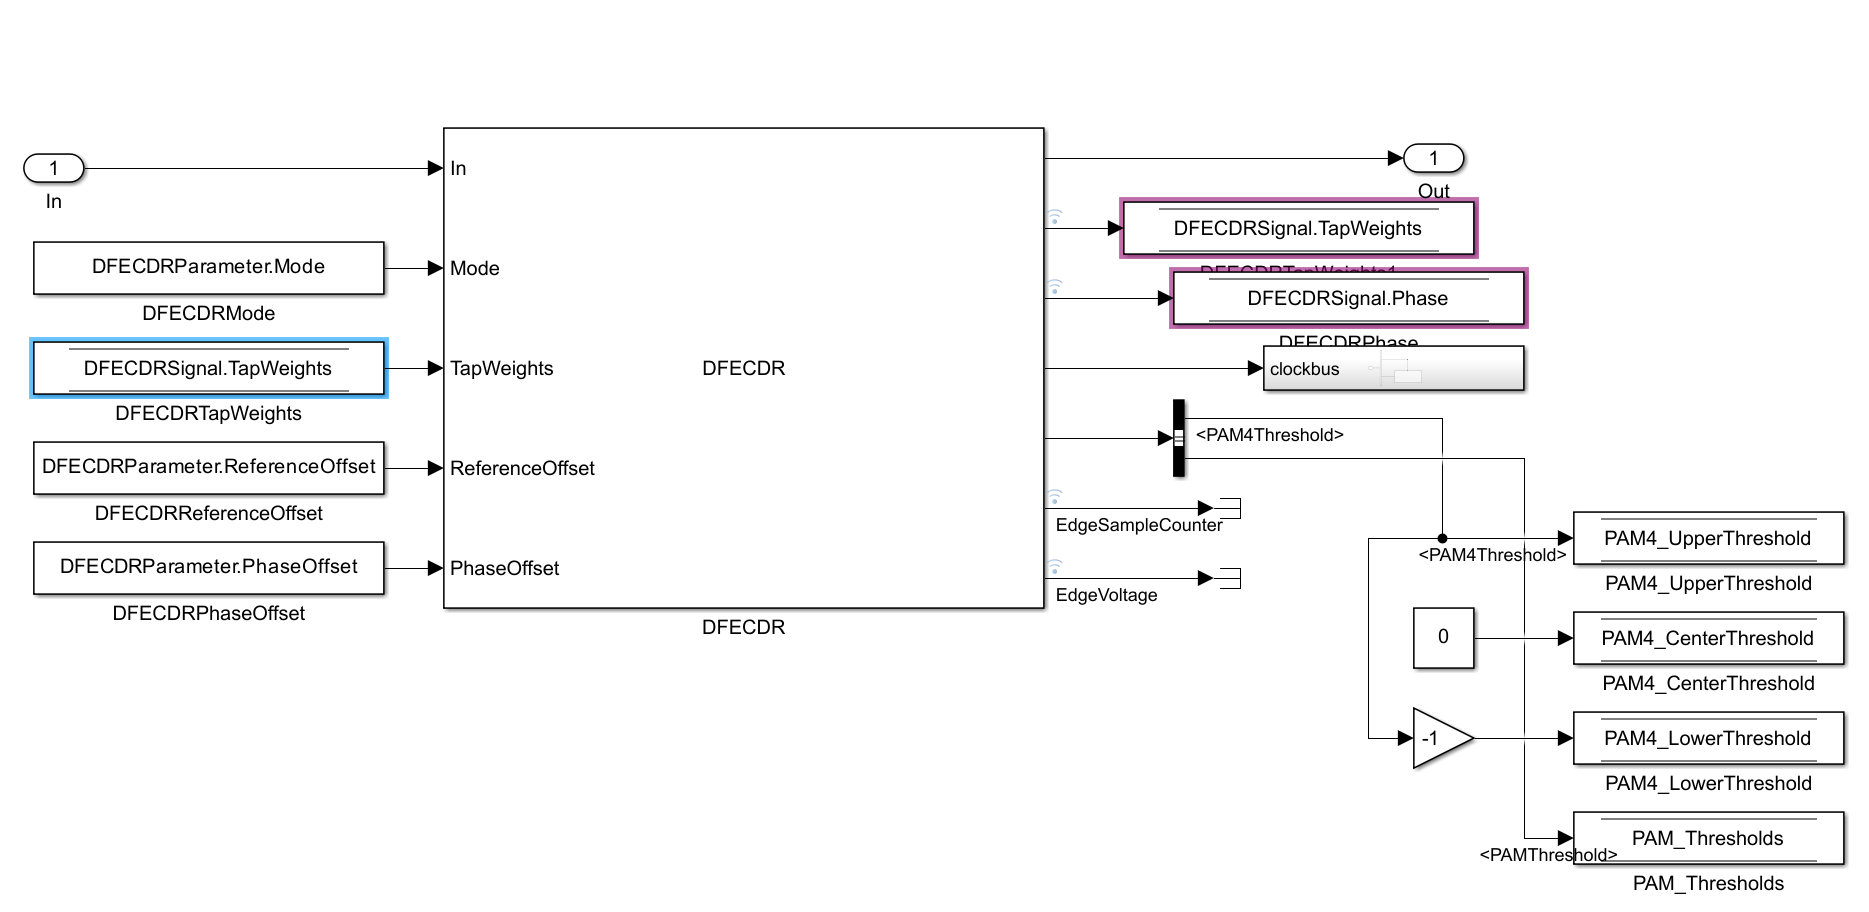 1
In
DFECDRParameter.Mode
DFECDRMode
DFECDRSignal.TapWeights
DFECDRTapWeights
DFECDRParameter.ReferenceOffset
DFECDRReferenceOffset
DFECDRParameter.PhaseOffset
DFECDRPhaseOffset
In
Mode
TapWeights
ReferenceOffset
PhaseOffset
DFECDR
DFECDR
1
Out
DFECDRSignal.TapWeights
DFECDRTapWeights1
DFECDRSignal.Phase
DFECDRPhase
clockbus
<PAM4Threshold>
EdgeSampleCounter
EdgeVoltage
<PAM4Threshold>
PAM4_UpperThreshold
PAM4_UpperThreshold
0
PAM4_CenterThreshold
PAM4_CenterThreshold
-1
PAM4_LowerThreshold
PAM4_LowerThreshold
PAM_Thresholds
<PAMThreshold>
PAM_Thresholds